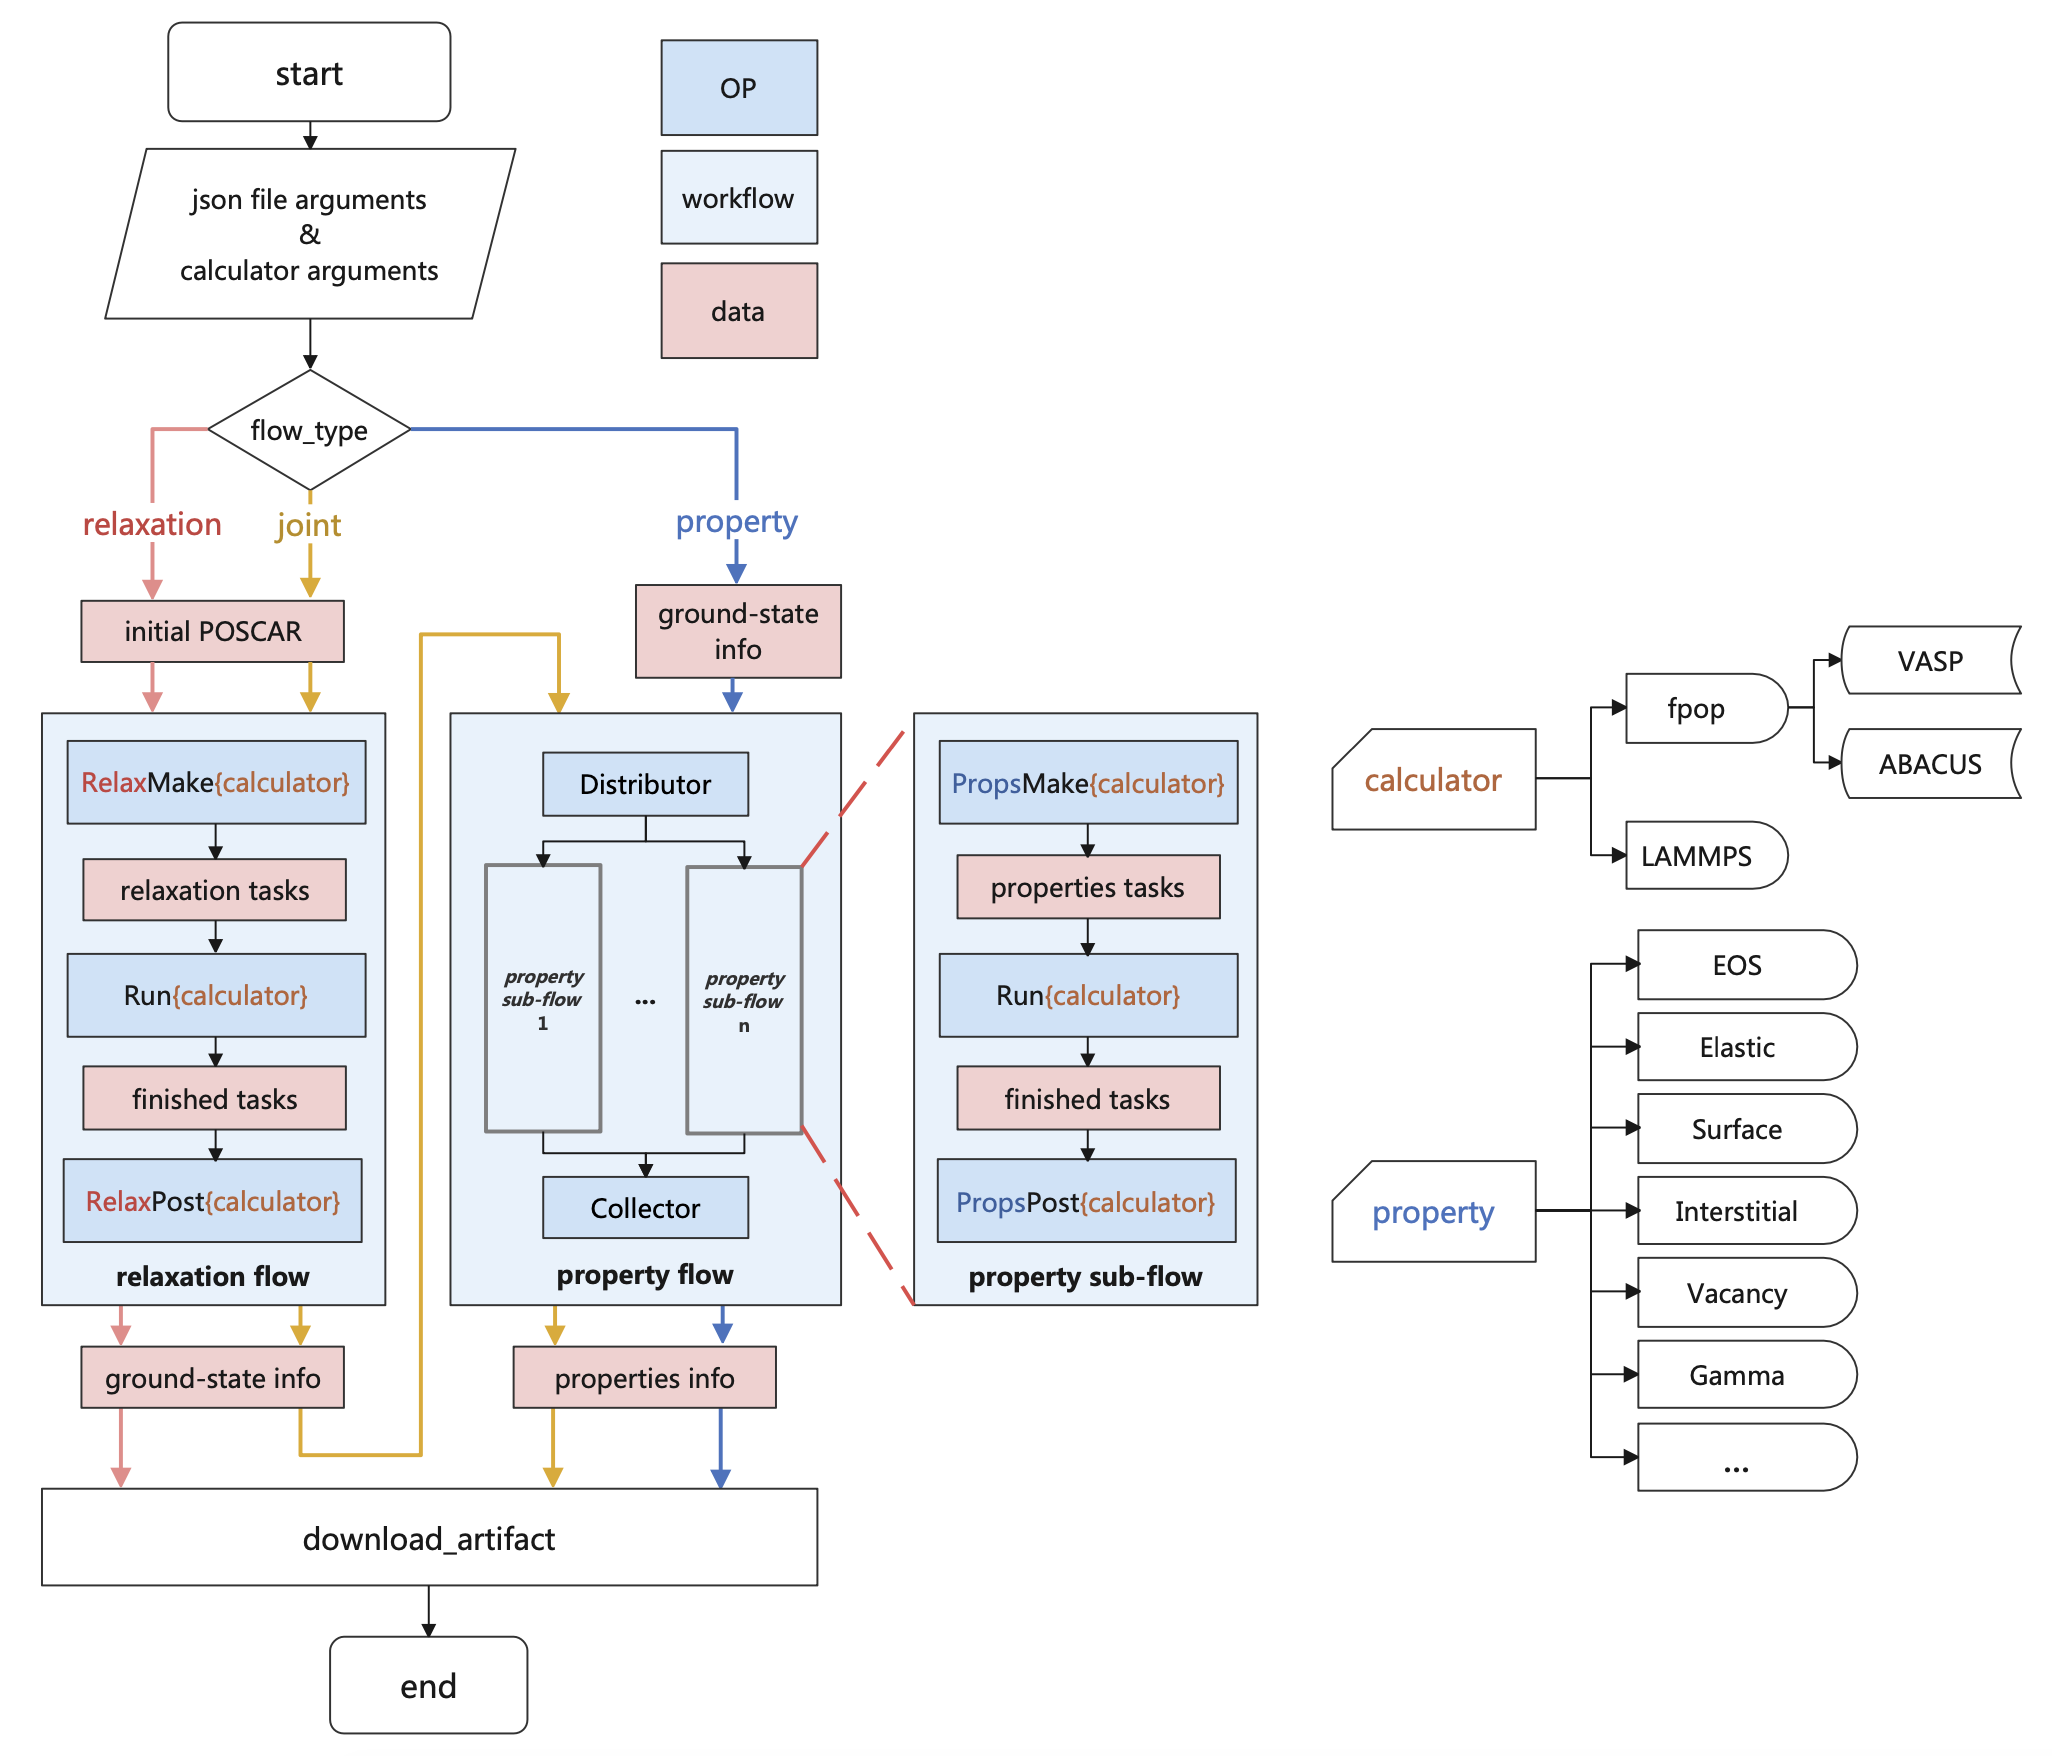 start
json file arguments
&
calculator arguments
flow_type
relaxation
joint
property
OP
workflow
data
initial POSCAR
ground-state
info
RelaxMake{calculator}
relaxation tasks
Run{calculator}
finished tasks
RelaxPost{calculator}
relaxation flow
ground-state info
Distributor
property
sub-flow
1
...
property
sub-flow
n
Collector
property flow
properties info
PropsMake{calculator}
properties tasks
Run{calculator}
finished tasks
PropsPost{calculator}
property sub-flow
download_artifact
end
calculator
fpop
VASP
ABACUS
LAMMPS
property
EOS
Elastic
Surface
Interstitial
Vacancy
Gamma
...